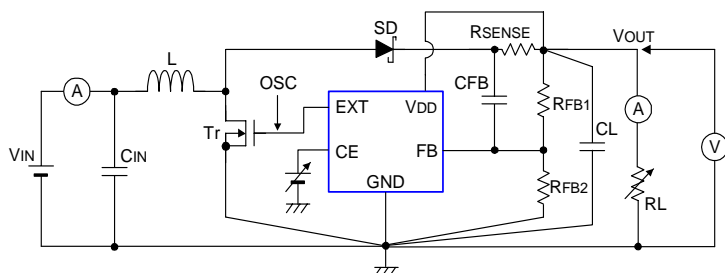 SD
RSENSE
VOUT
L
OSC
CFB
A
EXT
VDD
RFB1
A
Tr
CL
VIN
CIN
CE
FB
V
GND
RFB2
RL